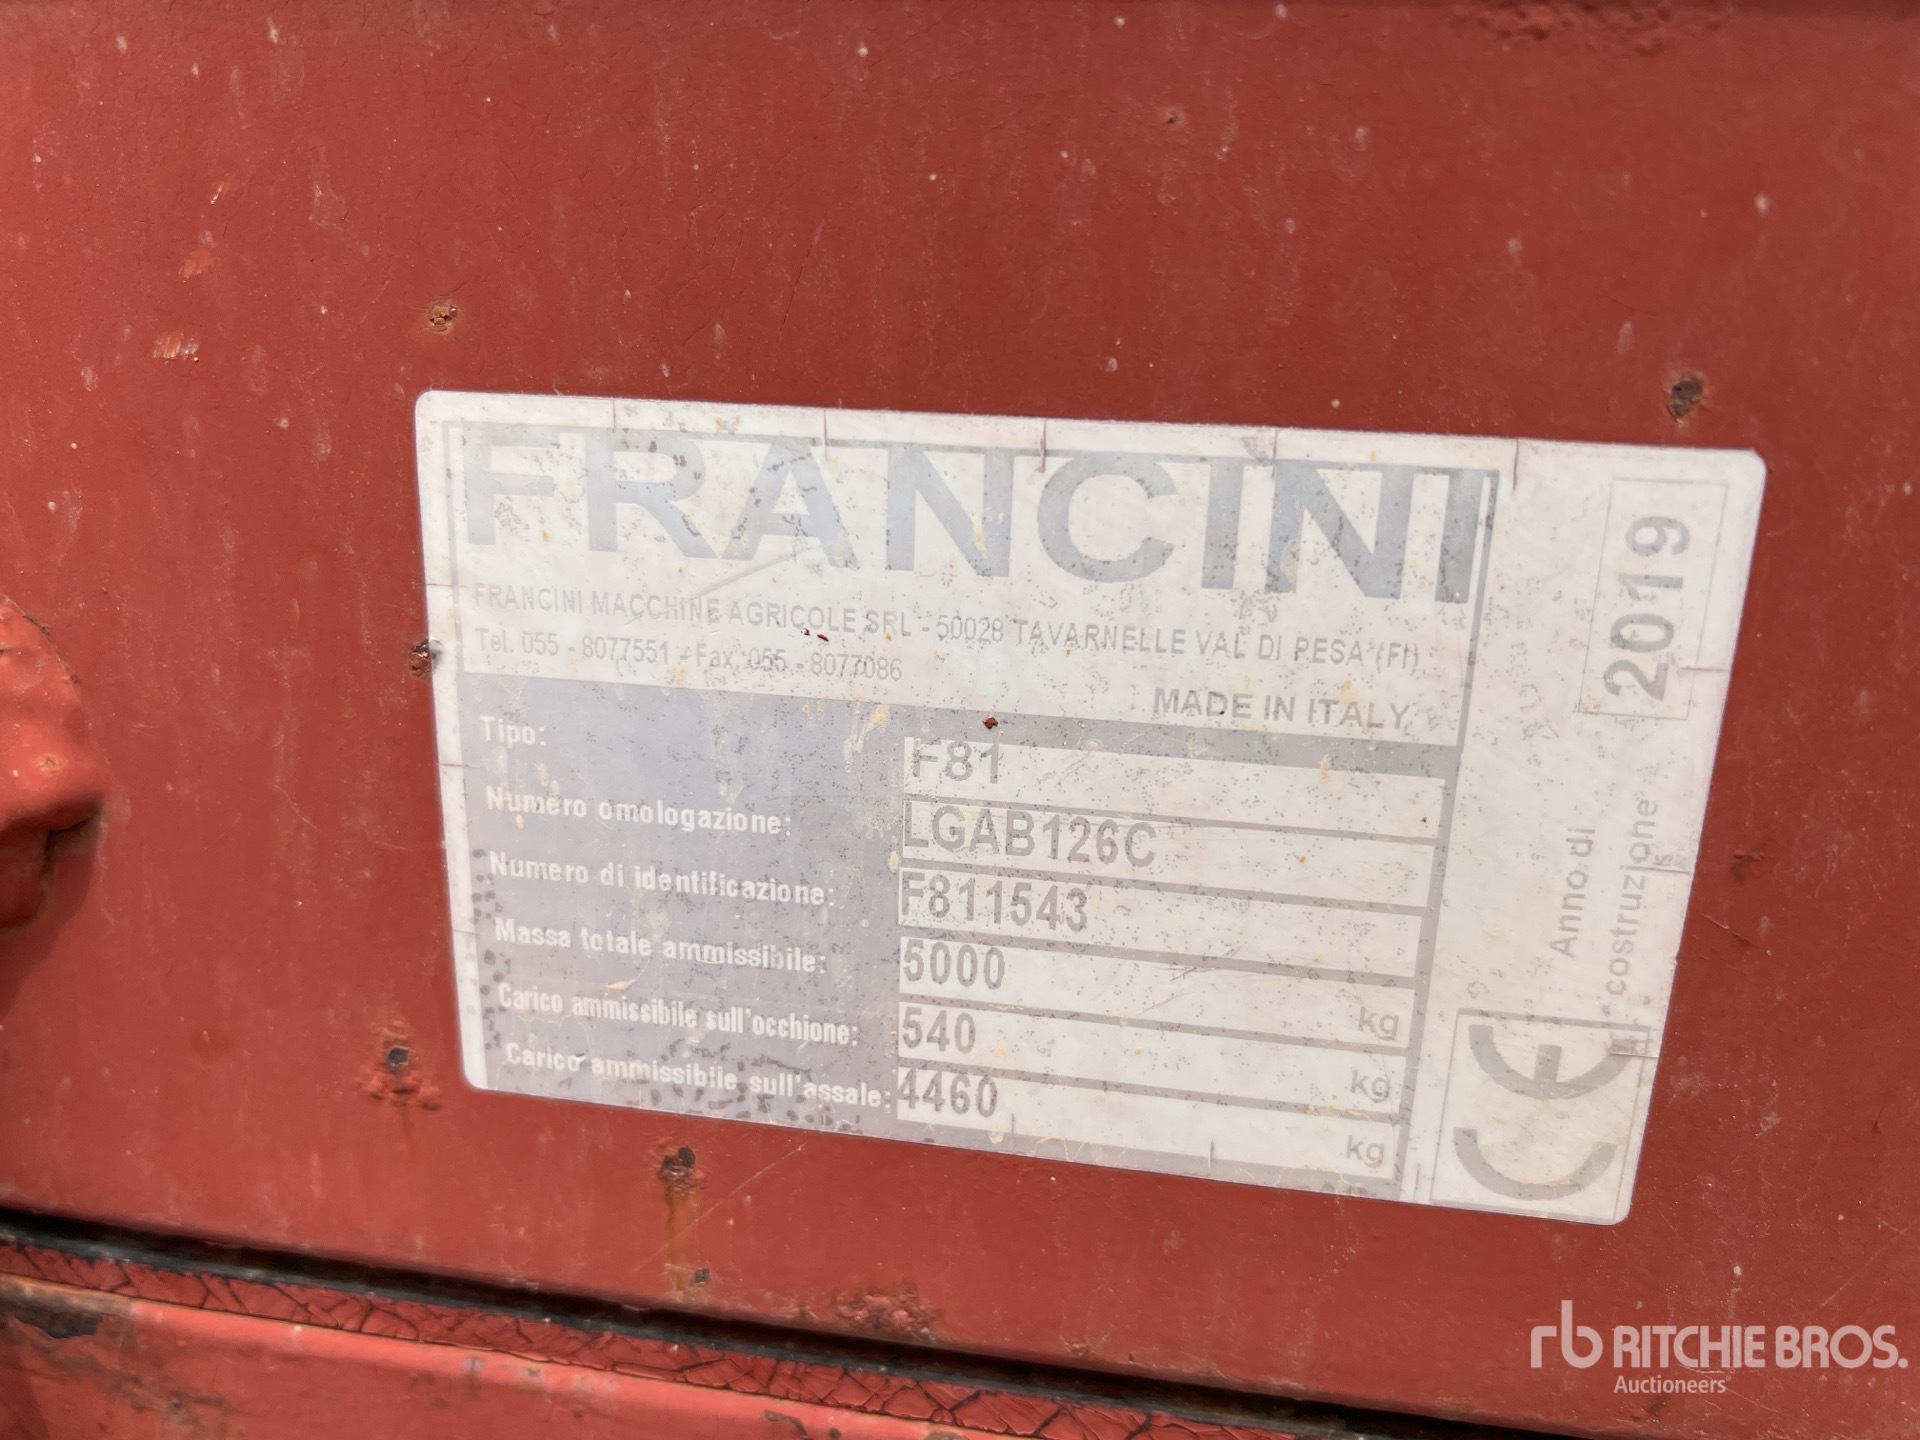 FRANCINI
FRANCINI MACCHINE AGRICOLE SRL - 50028 TAVARNELLE VAL DI PESA (FI)
Tel. 055 - 8077551 - Fax. 055 - 8077086
MADE IN ITALY
Tipo: F81
Numero omologazione: LGAB126C
Numero di identificazione: F811543
Massa totale ammissibile: 5000 kg
Carico ammissibile sull'occhione: 540 kg
Carico ammissibile sull'assale: 4460 kg
Anno di
costruzione
2019
CE
rb RITCHIE BROS.
Auctioneers